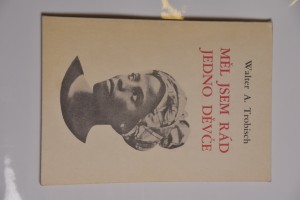 Walter A. Trobisch
MĚL JSEM RÁD
JEDNO DĚVČE